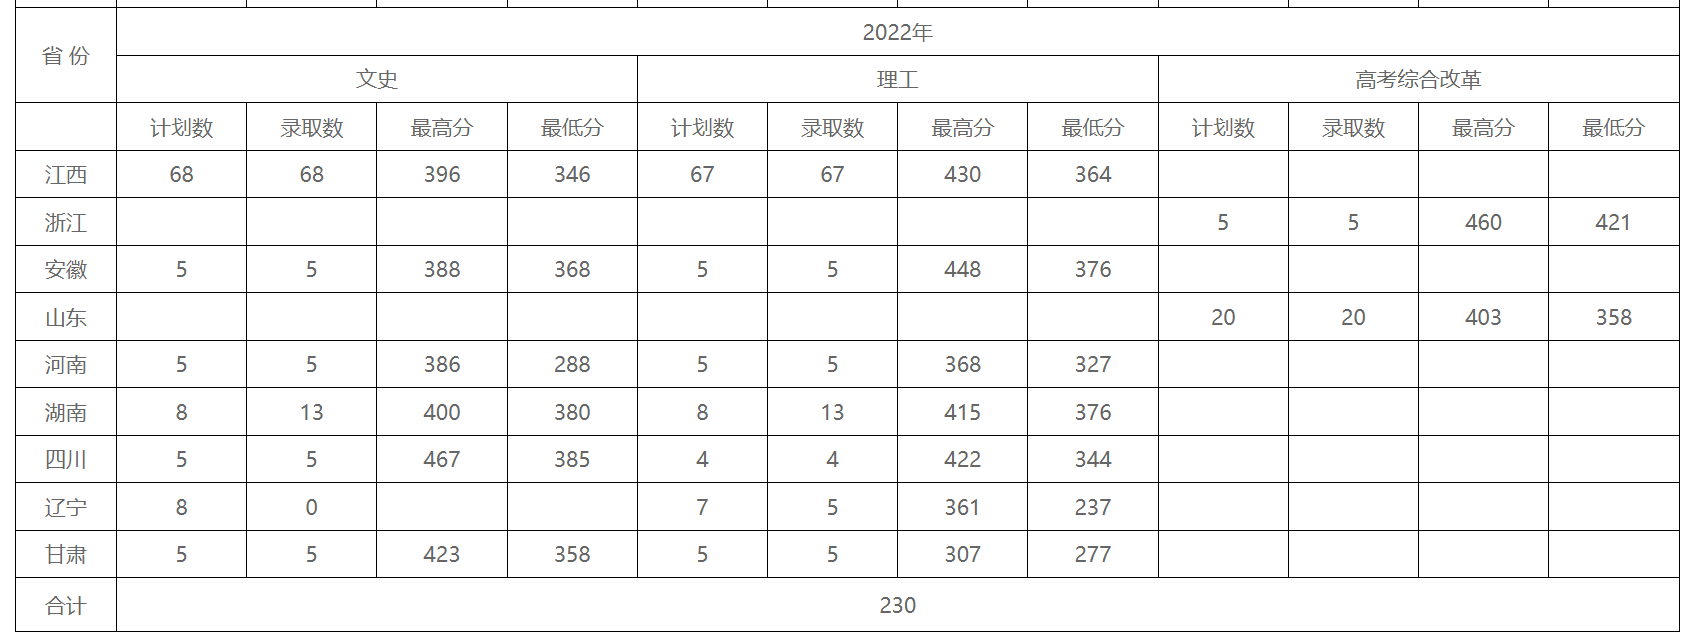 2022年
省 份
文史 理工 高考综合改革
计划数 录取数 最高分 最低分 计划数 录取数 最高分 最低分 计划数 录取数 最高分 最低分
江西 68 68 396 346 67 67 430 364
浙江 5 5 460 421
安徽 5 5 388 368 5 5 448 376
山东 20 20 403 358
河南 5 5 386 288 5 5 368 327
湖南 8 13 400 380 8 13 415 376
四川 5 5 467 385 4 4 422 344
辽宁 8 0 7 5 361 237
甘肃 5 5 423 358 5 5 307 277
合计 230